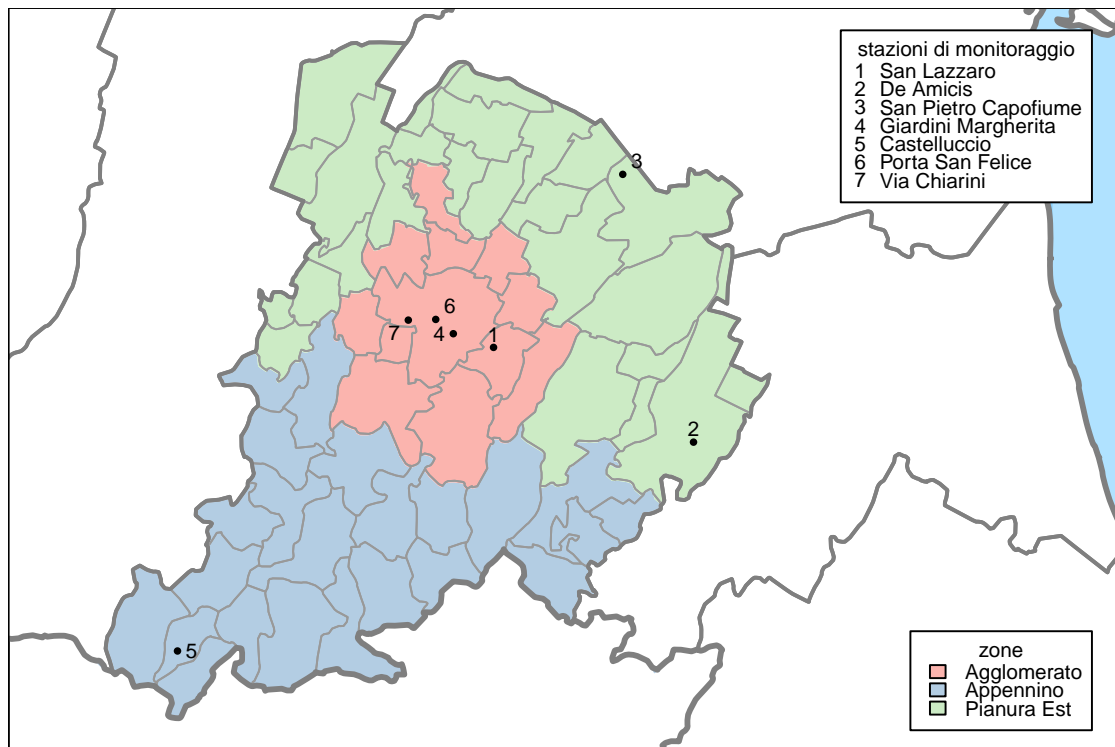 stazioni di monitoraggio
1 San Lazzaro
2 De Amicis
3 San Pietro Capofiume
4 Giardini Margherita
5 Castelluccio
6 Porta San Felice
7 Via Chiarini
3
6
7
4
1
2
5
zone
Agglomerato
Appennino
Pianura Est